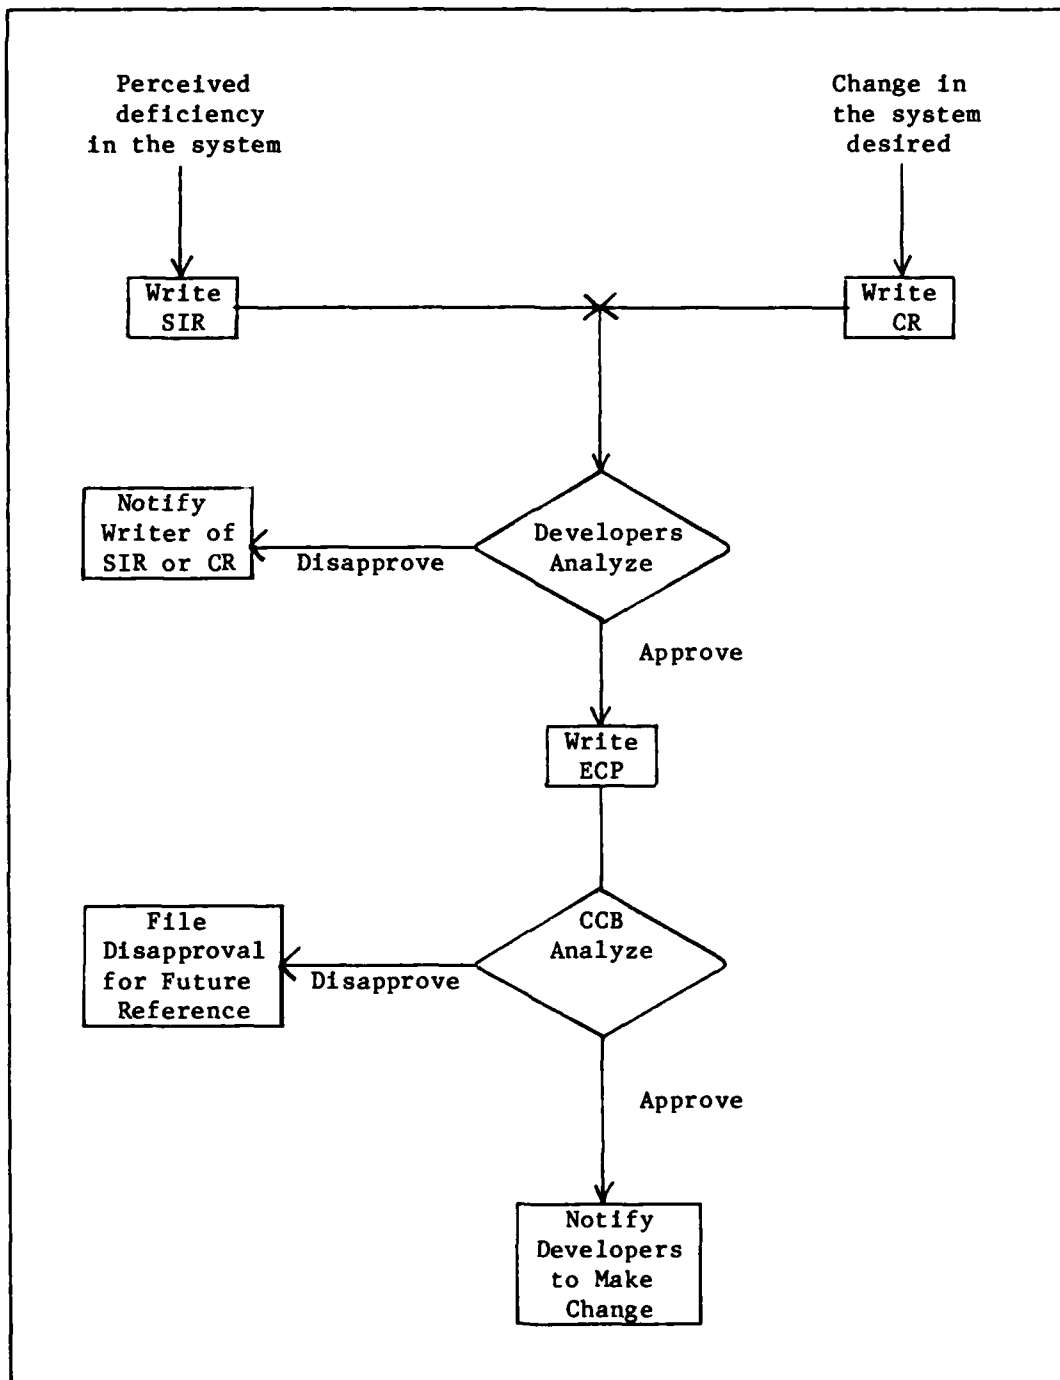 Perceived
deficiency
in the system
Change in
the system
desired
Write
SIR
Write
CR
Notify
Writer of
SIR or CR
Disapprove
Developers
Analyze
Approve
Write
ECP
File
Disapproval
for Future
Reference
Disapprove
CCB
Analyze
Approve
Notify
Developers
to Make
Change